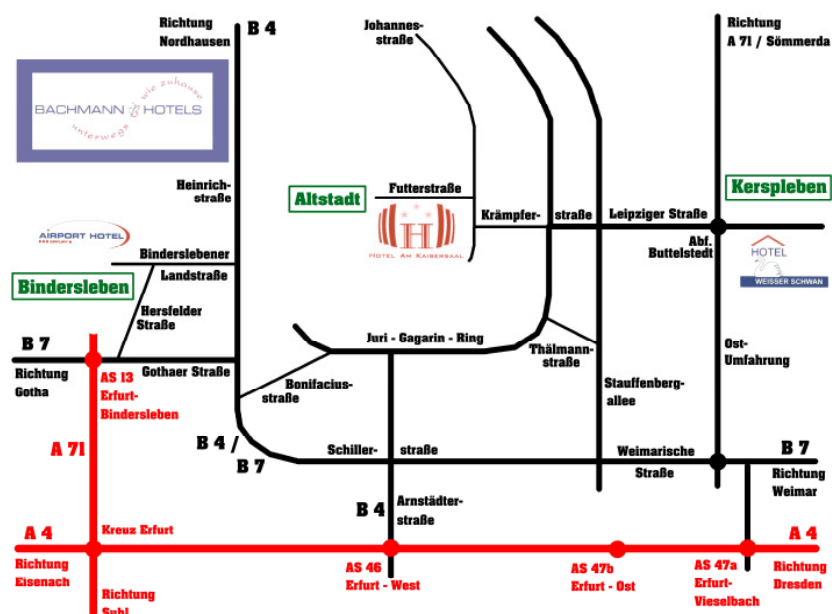 Richtung
Nordhausen
B 4
Johannes-
straße
Richtung
A 71 / Sömmerda
BACHMANN HOTELS
wie zuhause
unterwegs
Heinrich-
straße
Altstadt
Futterstraße
Kerspleben
Krämpfer-
straße
Leipziger Straße
AIRPORT HOTEL
HOTEL AM KAISERSAAL
Abf.
Buttelstedt
HOTEL
WEISSER SCHWAN
Binderslebener
Landstraße
Bindersleben
Hersfelder
Straße
B 7
Richtung
Gotha
AS 13
Erfurt-
Bindersleben
Gothaer Straße
Juri - Gagarin - Ring
Bonifacius-
straße
Thälmann-
straße
Stauffenberg-
allee
Ost-
Umfahrung
A 71
B 4 /
B 7
Schiller-
straße
Weimarische
Straße
B 7
Richtung
Weimar
B 4
Arnstädter-
straße
A 4
Kreuz Erfurt
A 4
Richtung
Eisenach
AS 46
Erfurt - West
AS 47b
Erfurt - Ost
AS 47a
Erfurt-
Vieselbach
Richtung
Dresden
Richtung
Suhl